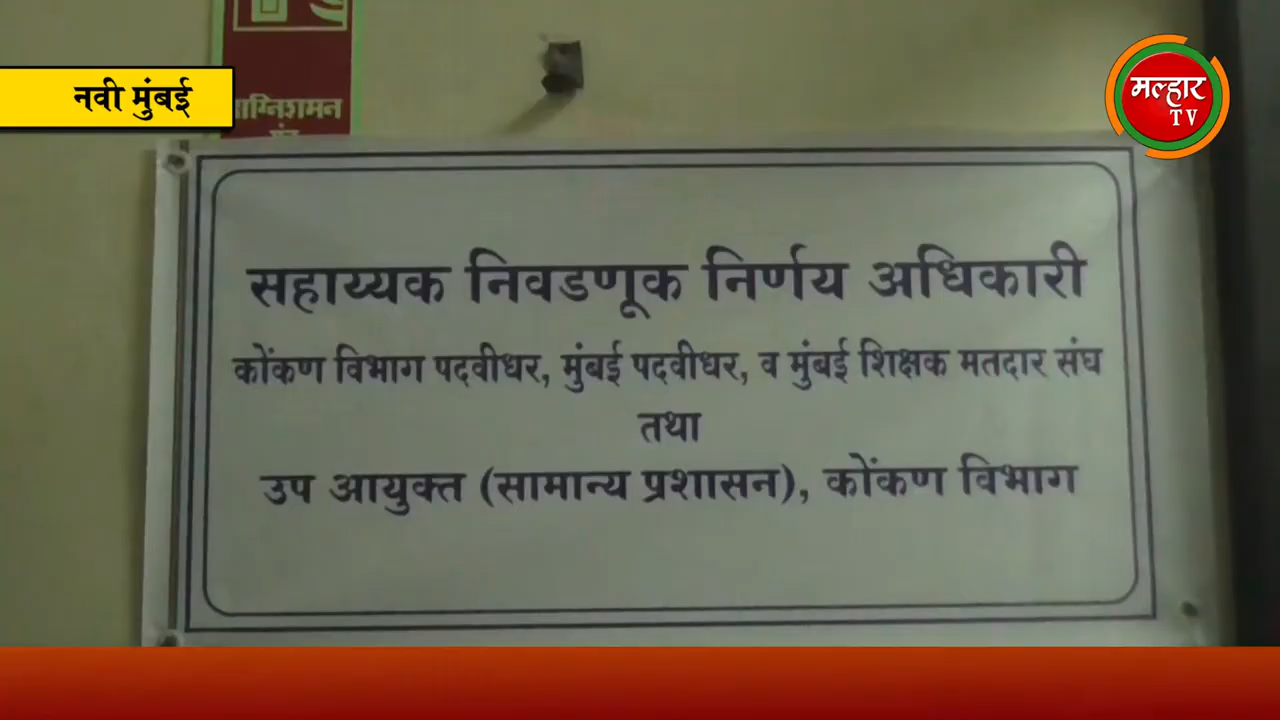 नवी मुंबई
मल्हार
TV
सहाय्यक निवडणूक निर्णय अधिकारी
कोंकण विभाग पदवीधर, मुंबई पदवीधर, व मुंबई शिक्षक मतदार संघ
तथा
उप आयुक्त (सामान्य प्रशासन), कोंकण विभाग